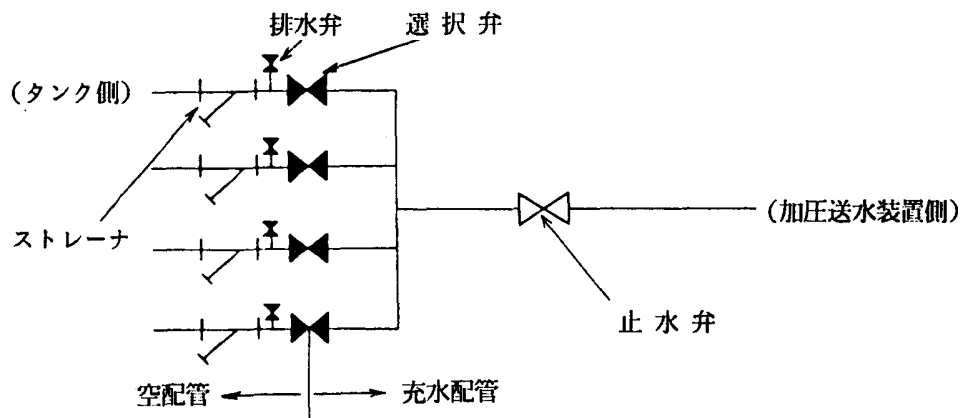 排水弁
選択弁
(タンク側)
ストレーナ
(加圧送水装置側)
止水弁
空配管
充水配管